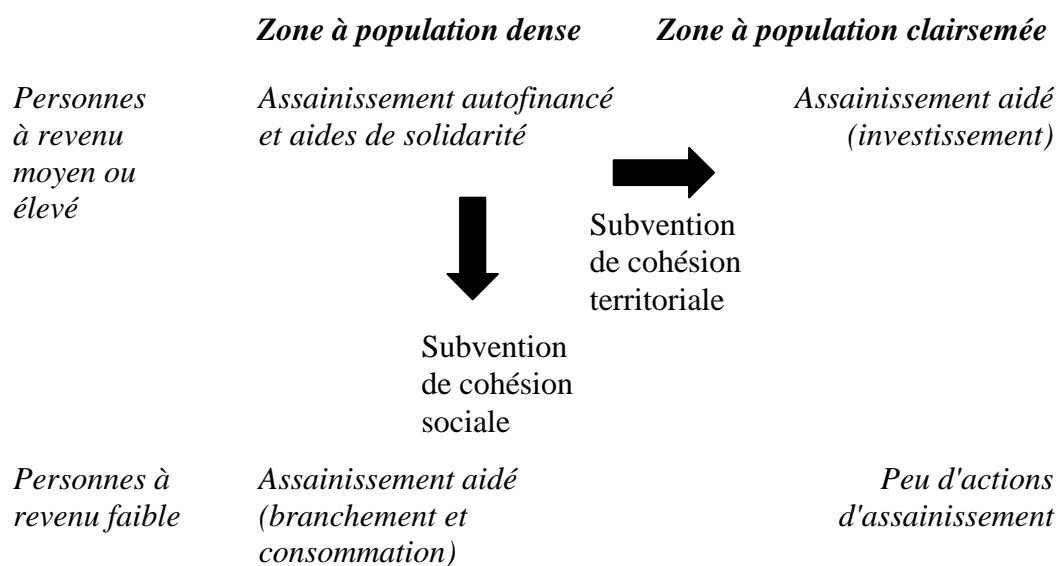 Zone à population dense Zone à population clairsemée
Personnes
à revenu
moyen ou
élevé
Assainissement autofinancé
et aides de solidarité
Assainissement aidé
(investissement)
Subvention
de cohésion
territoriale
Subvention
de cohésion
sociale
Personnes à
revenu faible
Assainissement aidé
(branchement et
consommation)
Peu d'actions
d'assainissement